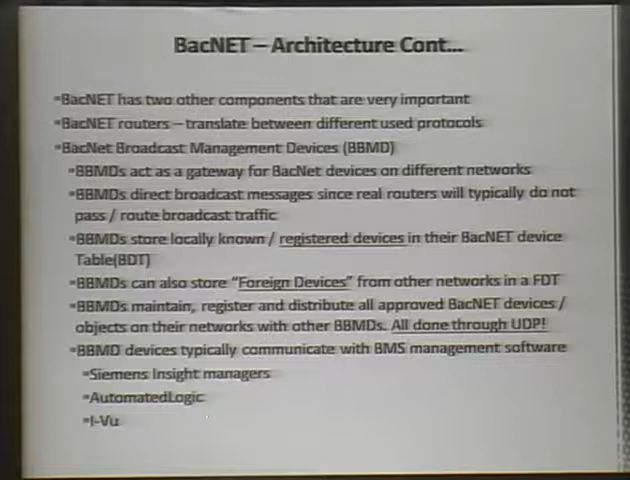 BacNET – Architecture Cont...
▪BacNET has two other components that are very important
▪BacNET routers – translate between different used protocols
▪BacNet Broadcast Management Devices (BBMD)
▪BBMDs act as a gateway for BacNet devices on different networks
▪BBMDs direct broadcast messages since real routers will typically do not
pass / route broadcast traffic
▪BBMDs store locally known / registered devices in their BacNET device
Table(BDT)
▪BBMDs can also store “Foreign Devices” from other networks in a FDT
▪BBMDs maintain, register and distribute all approved BacNET devices /
objects on their networks with other BBMDs. All done through UDP!
▪BBMD devices typically communicate with BMS management software
▪Siemens Insight managers
▪AutomatedLogic
▪I-Vu